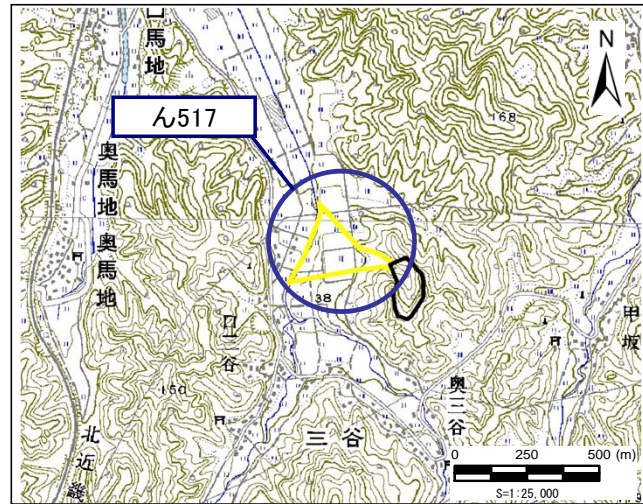 口馬地
N
168
ん517
奥馬地
奥馬地
38
口三谷
甲坂
150
奥三谷
三谷
北近畿
0 250 500 (m)
S=1:25,000